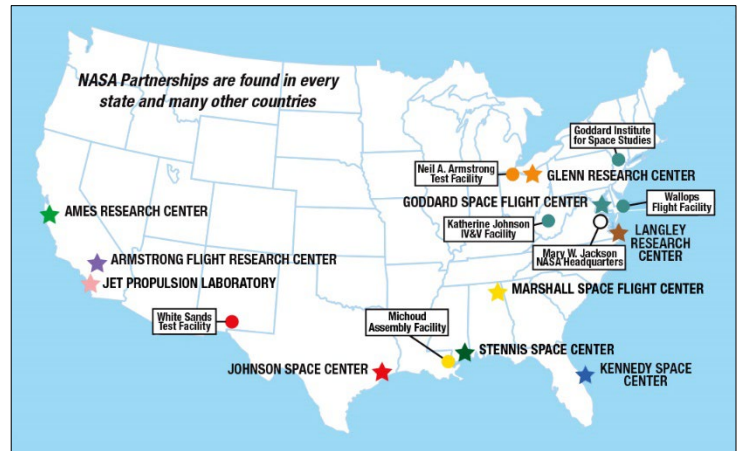 NASA Partnerships are found in every
state and many other countries
Goddard Institute
for Space Studies
Neil A. Armstrong
Test Facility
GLENN RESEARCH CENTER
GODDARD SPACE FLIGHT CENTER
Wallops
Flight Facility
AMES RESEARCH CENTER
Katherine Johnson
IV&V Facility
LANGLEY
RESEARCH
CENTER
Mary W. Jackson
NASA Headquarters
ARMSTRONG FLIGHT RESEARCH CENTER
JET PROPULSION LABORATORY
MARSHALL SPACE FLIGHT CENTER
White Sands
Test Facility
Michoud
Assembly Facility
STENNIS SPACE CENTER
JOHNSON SPACE CENTER
KENNEDY SPACE
CENTER